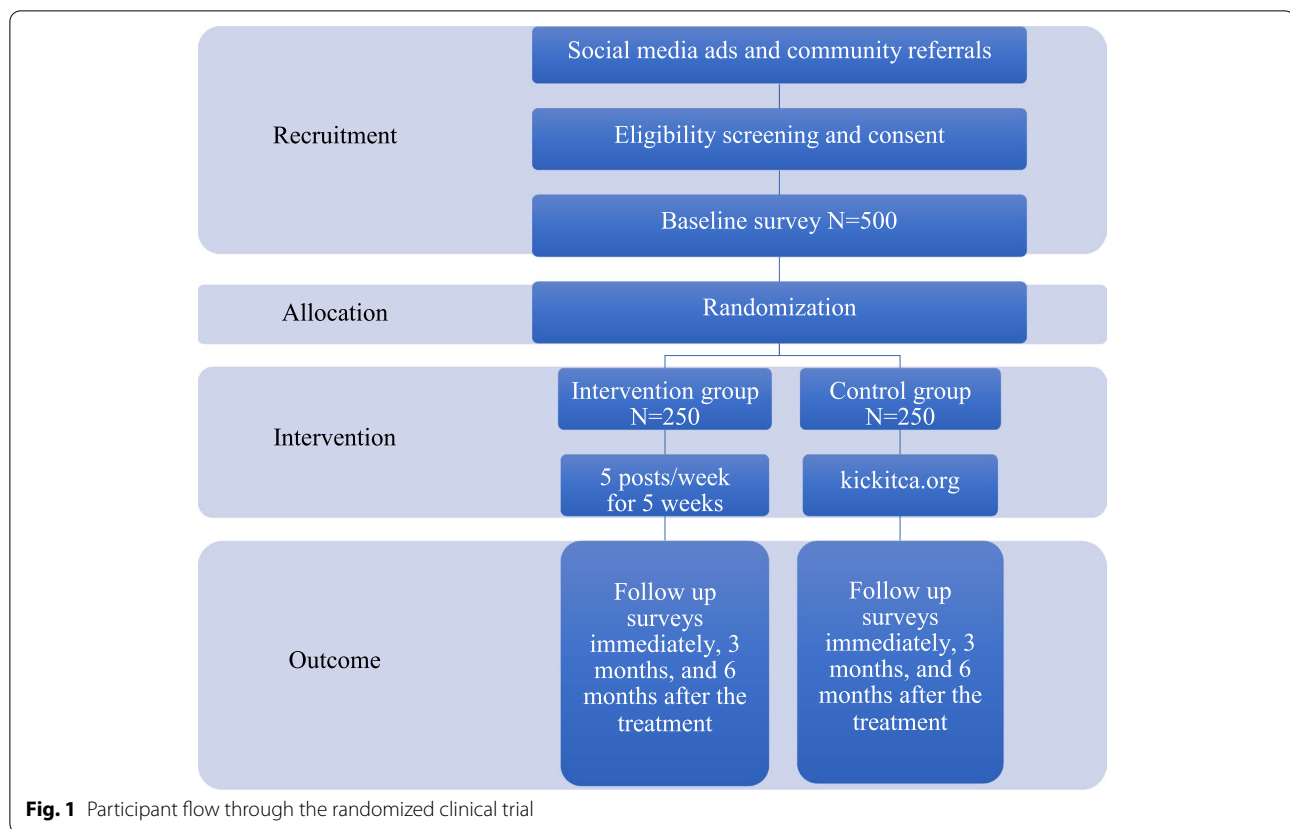 Social media ads and community referrals
Recruitment
Eligibility screening and consent
Baseline survey N=500
Allocation
Randomization
Intervention
Intervention group
N=250
Control group
N=250
5 posts/week
for 5 weeks
kickitca.org
Outcome
Follow up
surveys
immediately, 3
months, and 6
months after the
treatment
Follow up
surveys
immediately, 3
months, and 6
months after the
treatment
Fig. 1 Participant flow through the randomized clinical trial